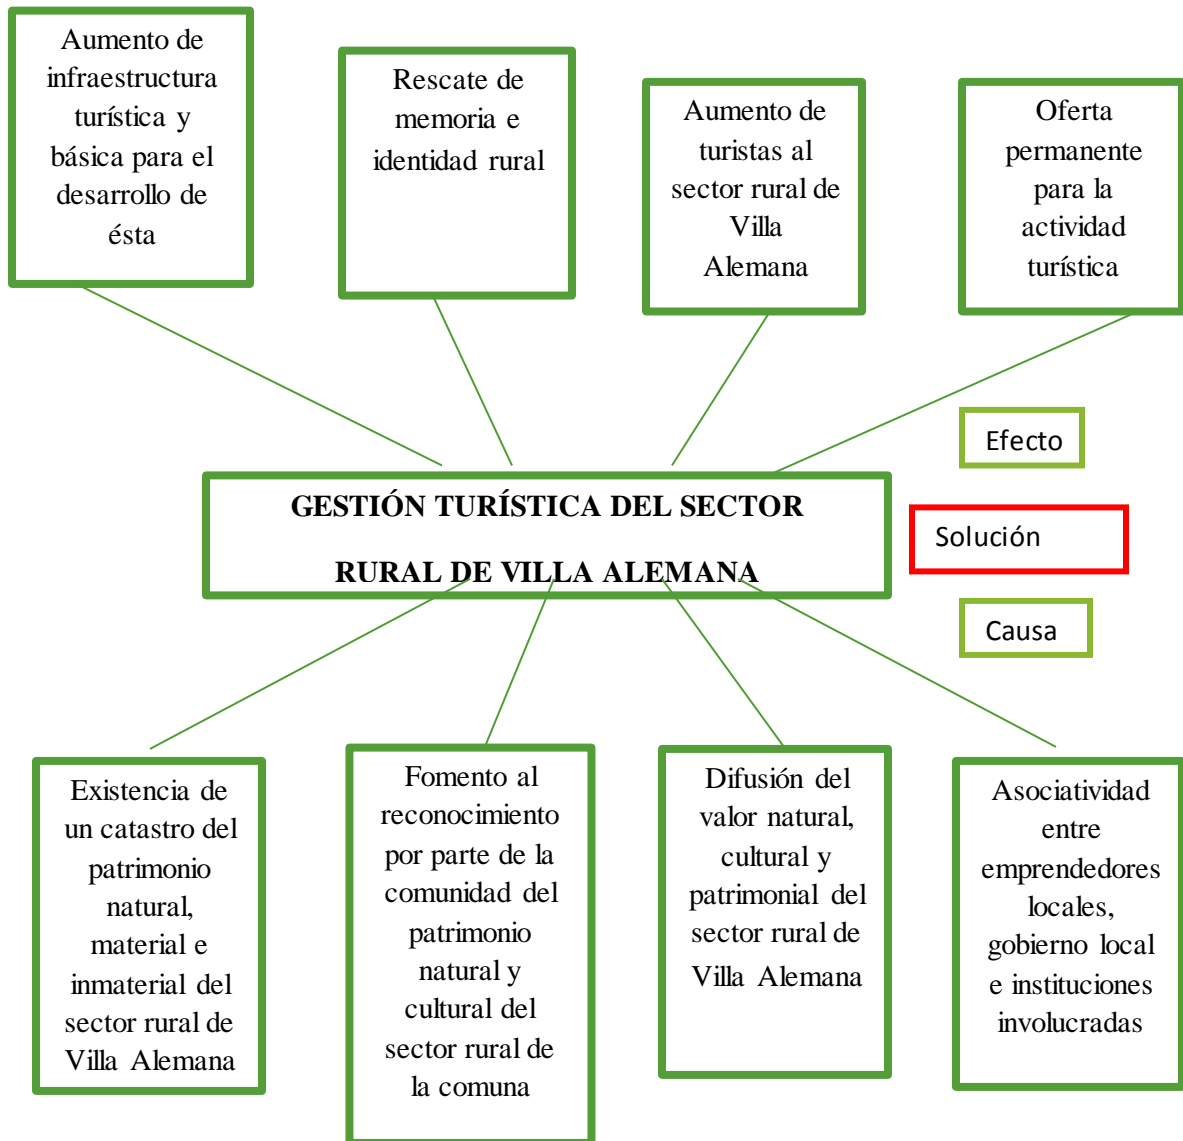 Aumento de
infraestructura
turística y
básica para el
desarrollo de
ésta
Rescate de
memoria e
identidad rural
Aumento de
turistas al
sector rural de
Villa
Alemana
Oferta
permanente
para la
actividad
turística
Efecto
GESTIÓN TURÍSTICA DEL SECTOR
RURAL DE VILLA ALEMANA
Solución
Causa
Existencia de
un catastro del
patrimonio
natural,
material e
inmaterial del
sector rural de
Villa Alemana
Fomento al
reconocimiento
por parte de la
comunidad del
patrimonio
natural y
cultural del
sector rural de
la comuna
Difusión del
valor natural,
cultural y
patrimonial del
sector rural de
Villa Alemana
Asociatividad
entre
emprendedores
locales,
gobierno local
e instituciones
involucradas